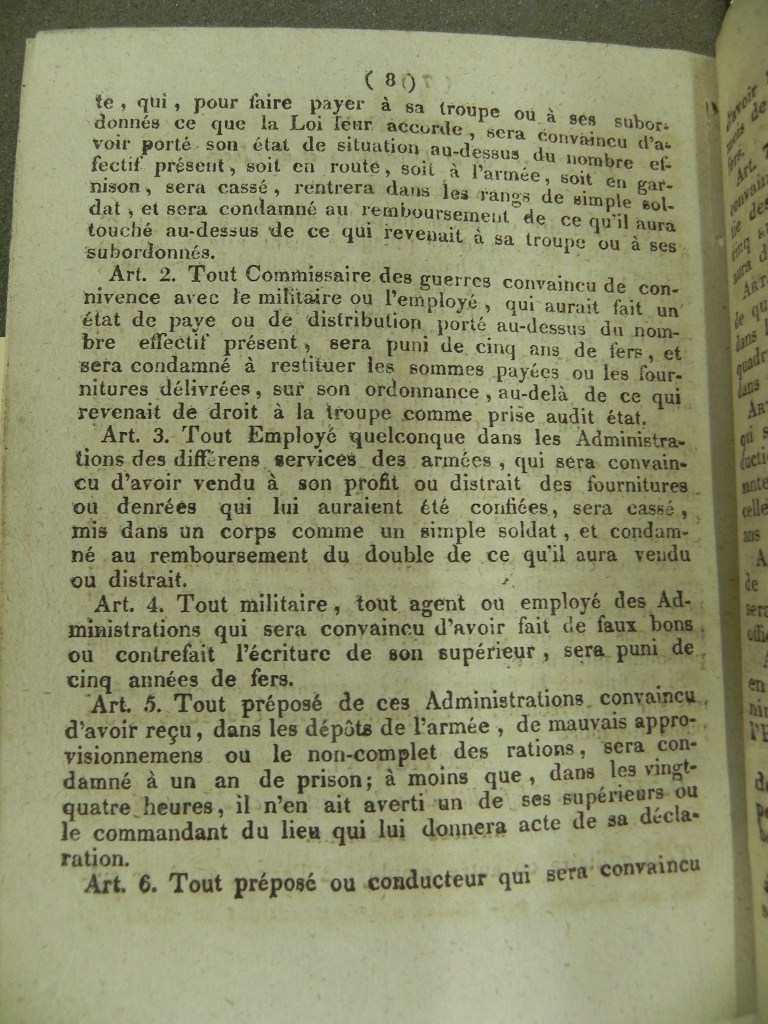 ( 80 )
te, qui, pour faire payer à sa troupe ou à ses subor-
donnés ce que la Loi leur accorde, sera convaincu d'a-
voir porté son état de situation au-dessus du nombre ef-
fectif présent, soit en route, soit à l'armée, soit en gar-
nison, sera cassé, rentrera dans les rangs de simple sol-
dat, et sera condamné au remboursement de ce qu'il aura
touché au-dessus de ce qui revenait à sa troupe ou à ses
subordonnés.
Art. 2. Tout Commissaire des guerres convaincu de con-
nivence avec le militaire ou l'employé, qui aurait fait un
état de paye ou de distribution porté au-dessus du nom-
bre effectif présent, sera puni de cinq ans de fers, et
sera condamné à restituer les sommes payées ou les four-
nitures délivrées, sur son ordonnance, au-delà de ce qui
revenait de droit à la troupe comme prise audit état.
Art. 3. Tout Employé quelconque dans les Administra-
tions des différens services des armées, qui sera convain-
cu d'avoir vendu à son profit ou distrait des fournitures
ou denrées qui lui auraient été confiées, sera cassé,
mis dans un corps comme un simple soldat, et condam-
né au remboursement du double de ce qu'il aura vendu
ou distrait.
Art. 4. Tout militaire, tout agent ou employé des Ad-
ministrations qui sera convaincu d'avoir fait de faux bons
ou contrefait l'écriture de son supérieur, sera puni de
cinq années de fers.
Art. 5. Tout préposé de ces Administrations convaincu
d'avoir reçu, dans les dépôts de l'armée, de mauvais appro-
visionnemens ou le non-complet des rations, sera con-
damné à un an de prison; à moins que, dans les vingt-
quatre heures, il n'en ait averti un de ses supérieurs ou
le commandant du lieu qui lui donnera acte de sa décla-
ration.
Art. 6. Tout préposé ou conducteur qui sera convaincu